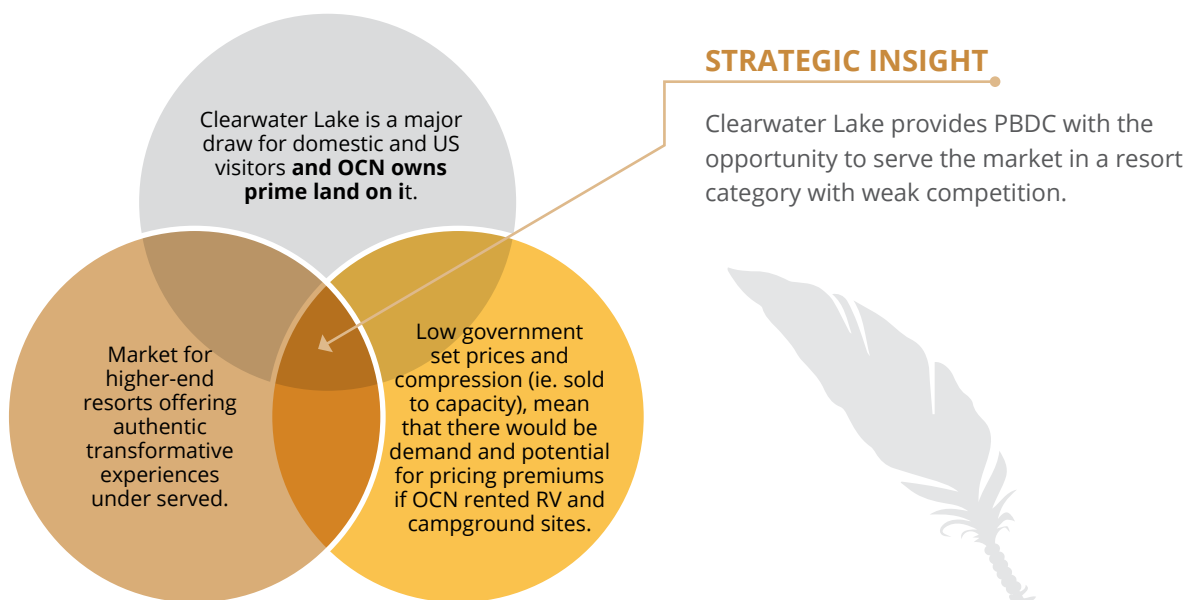 Clearwater Lake is a major
draw for domestic and US
visitors and OCN owns
prime land on it.
STRATEGIC INSIGHT
Clearwater Lake provides PBDC with the
opportunity to serve the market in a resort
category with weak competition.
Market for
higher-end
resorts offering
authentic
transformative
experiences
under served.
Low government
set prices and
compression (ie. sold
to capacity), mean
that there would be
demand and potential
for pricing premiums
if OCN rented RV and
campground sites.